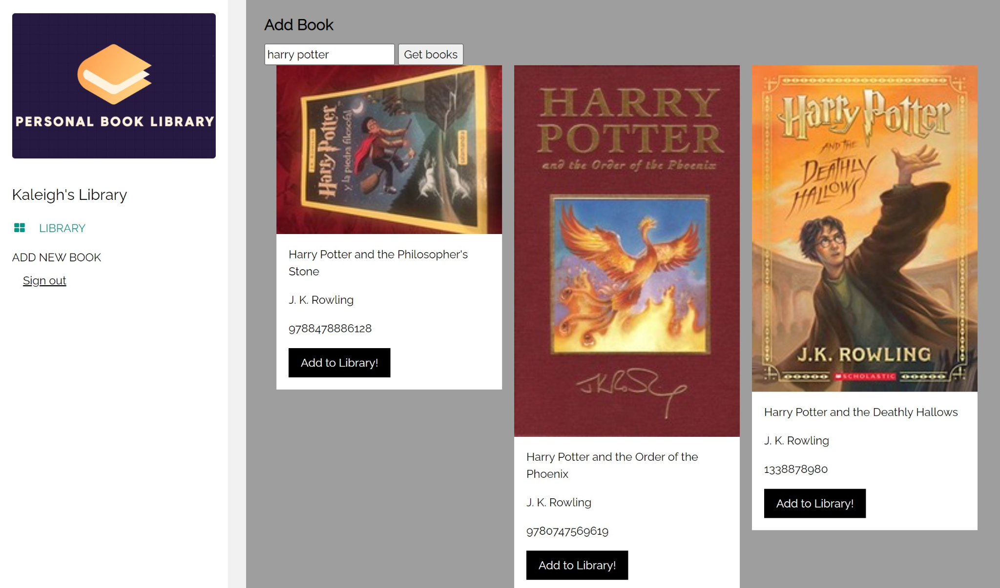 PERSONAL BOOK LIBRARY
Kaleigh's Library
LIBRARY
ADD NEW BOOK
Sign out
Add Book
harry potter
Get books
J.K. ROWLING
Harry Potter
y la piedra filosofal
salamandra
Harry Potter and the Philosopher's
Stone
J. K. Rowling
9788478886128
Add to Library!
HARRY
POTTER
and the Order of the Phoenix
Harry Potter and the Order of the
Phoenix
J. K. Rowling
9780747569619
Add to Library!
Harry Potter
AND THE
DEATHLY
HALLOWS
J.K. ROWLING
SCHOLASTIC
Harry Potter and the Deathly Hallows
J. K. Rowling
1338878980
Add to Library!